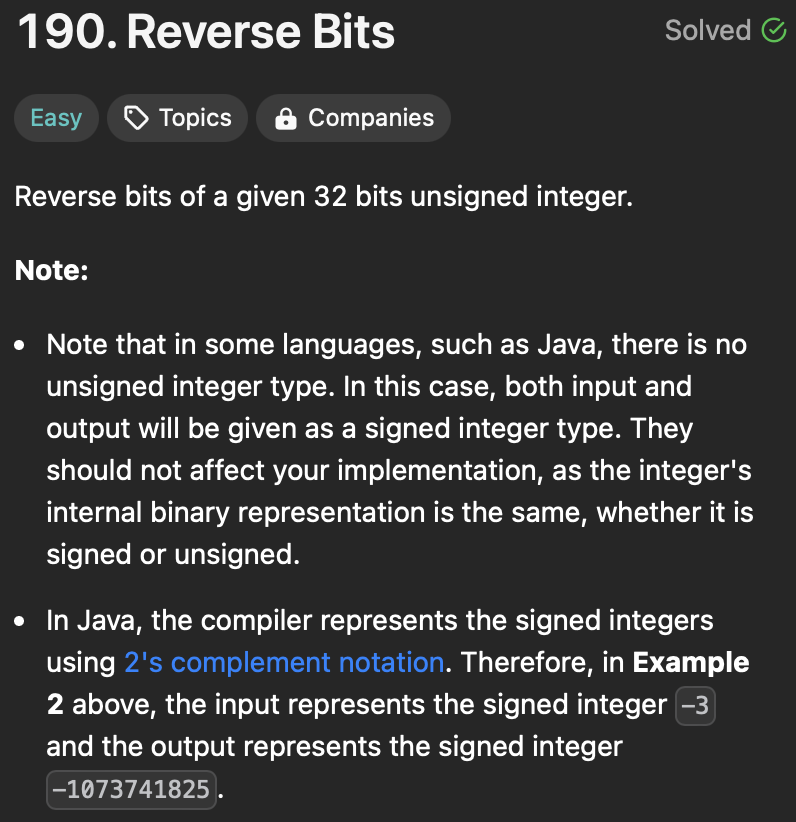 190. Reverse Bits
Solved
Easy
Topics
Companies
Reverse bits of a given 32 bits unsigned integer.
Note:
• Note that in some languages, such as Java, there is no
unsigned integer type. In this case, both input and
output will be given as a signed integer type. They
should not affect your implementation, as the integer's
internal binary representation is the same, whether it is
signed or unsigned.
• In Java, the compiler represents the signed integers
using 2's complement notation. Therefore, in Example
2 above, the input represents the signed integer -3
and the output represents the signed integer
-1073741825.